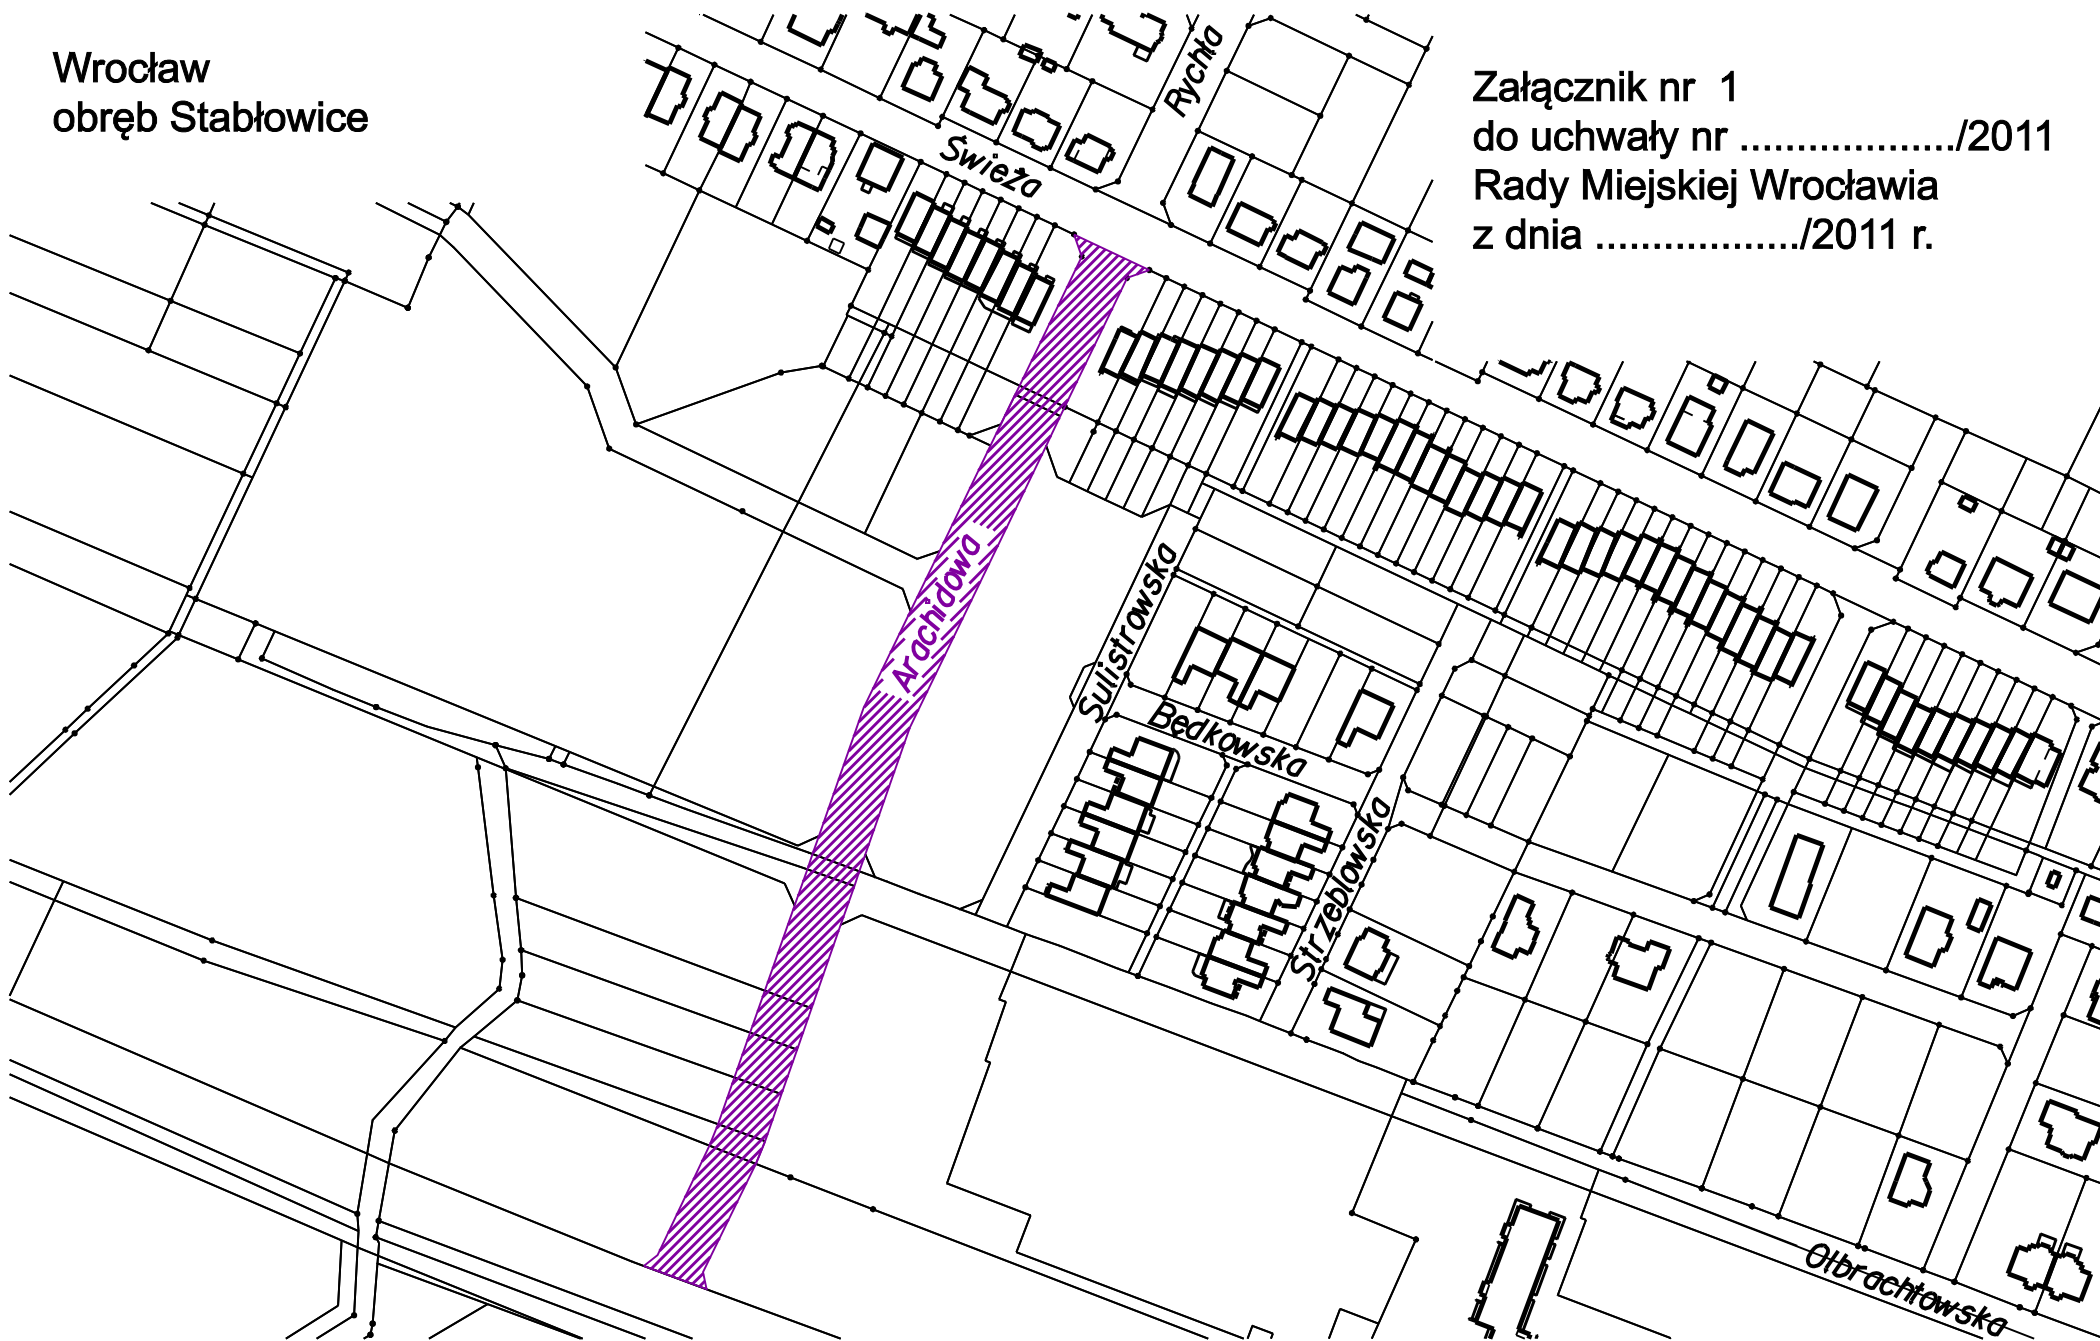 Wrocław
obręb Stabłowice
Załącznik nr 1
do uchwały nr .................../2011
Rady Miejskiej Wrocławia
z dnia ................../2011 r.
Rychła
Świeża
Arachidowa
Sulistrowska
Będkowska
Strzeblowska
Olbrachtowska